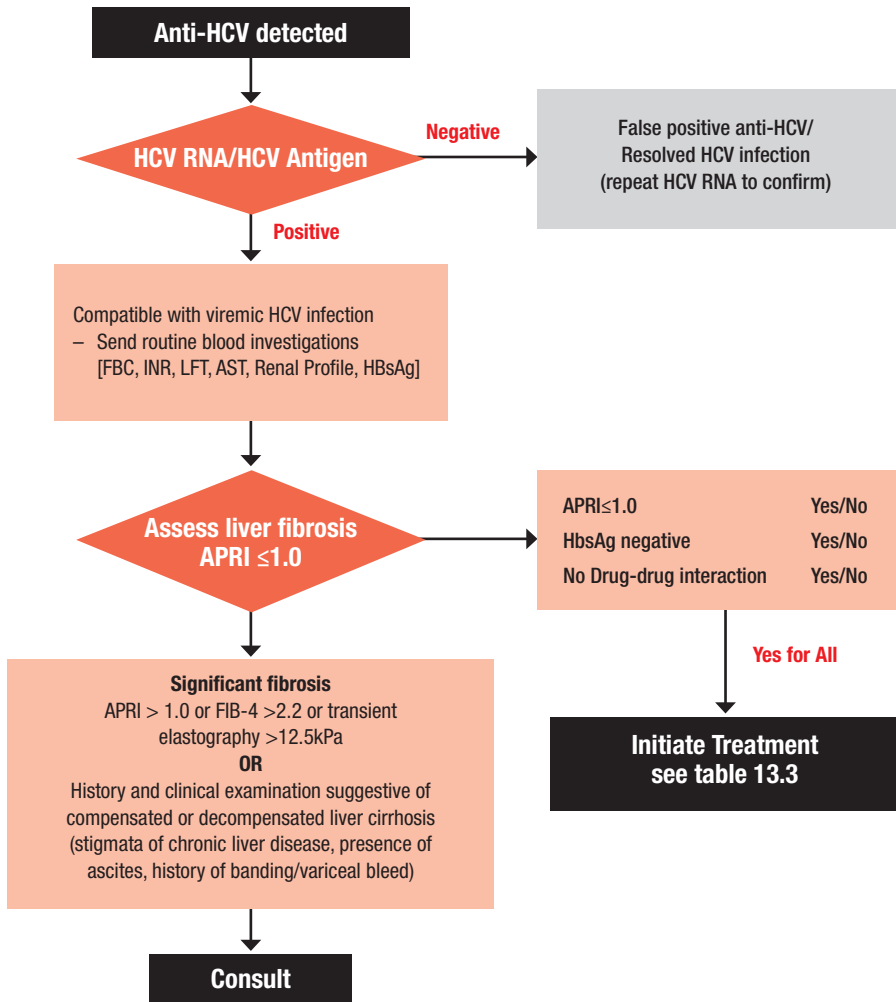 Anti-HCV detected
HCV RNA/HCV Antigen
Negative
False positive anti-HCV/
Resolved HCV infection
(repeat HCV RNA to confirm)
Positive
Compatible with viremic HCV infection
– Send routine blood investigations
[FBC, INR, LFT, AST, Renal Profile, HBsAg]
Assess liver fibrosis
APRI ≤1.0
APRI≤1.0 Yes/No
HbsAg negative Yes/No
No Drug-drug interaction Yes/No
Yes for All
Initiate Treatment
see table 13.3
Significant fibrosis
APRI > 1.0 or FIB-4 >2.2 or transient
elastography >12.5kPa
OR
History and clinical examination suggestive of
compensated or decompensated liver cirrhosis
(stigmata of chronic liver disease, presence of
ascites, history of banding/variceal bleed)
Consult